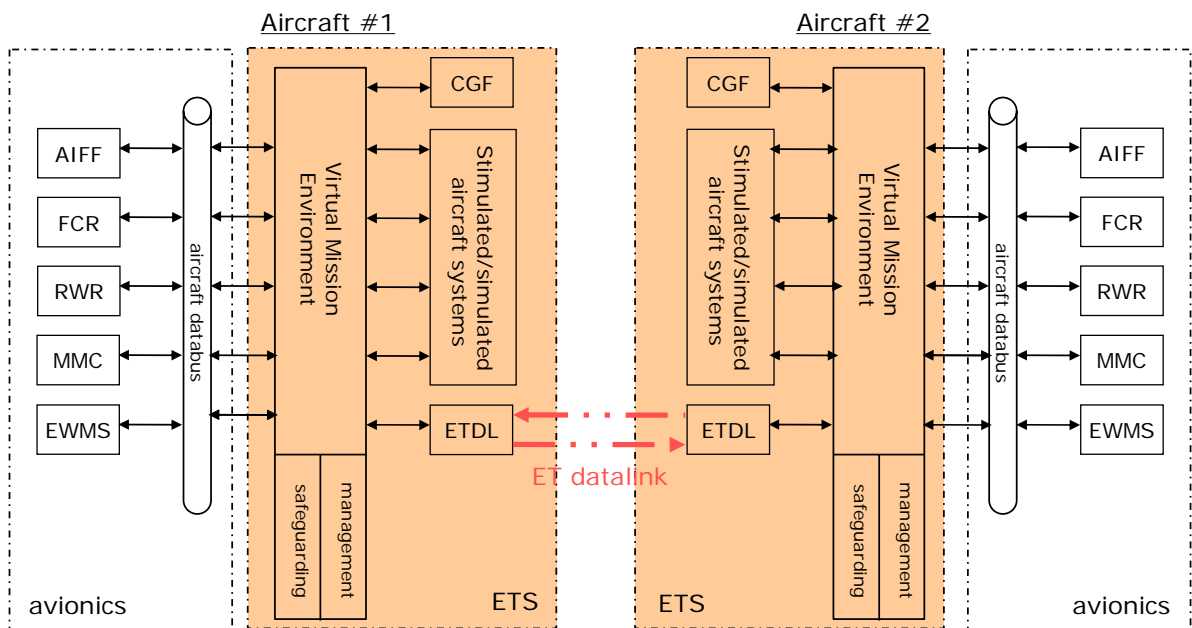 Aircraft #1
Aircraft #2
AIFF
FCR
RWR
MMC
EWMS
aircraft databus
avionics
Virtual Mission
Environment
safeguarding
management
CGF
Stimulated/simulated
aircraft systems
ETDL
ETS
ET datalink
CGF
Stimulated/simulated
aircraft systems
ETDL
ETS
Virtual Mission
Environment
safeguarding
management
aircraft databus
AIFF
FCR
RWR
MMC
EWMS
avionics